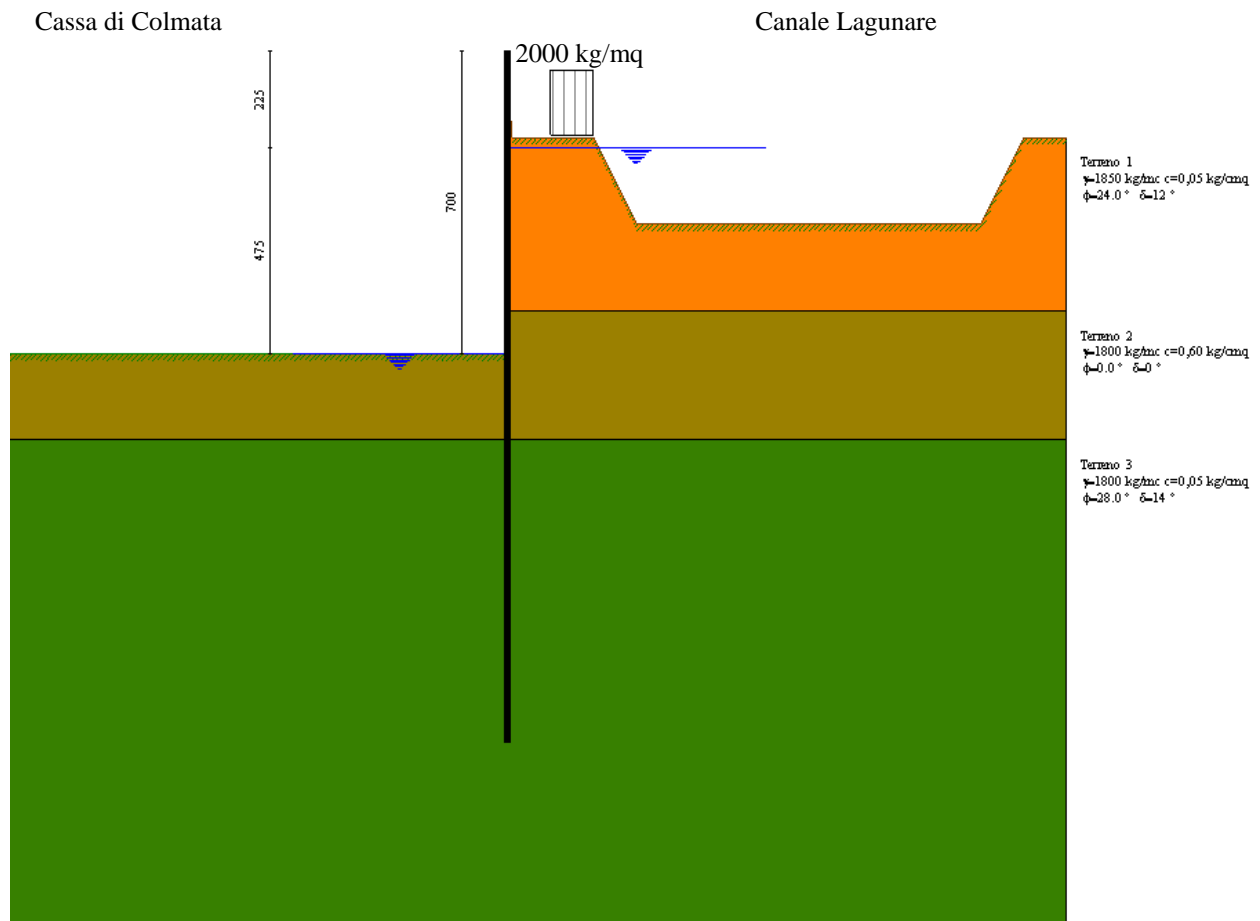 Cassa di Colmata
Canale Lagunare
2000 kg/mq
225
475
700
Terreno 1
γ=1850 kg/mc c=0,05 kg/cmq
ϕ=24.0 ° δ=12 °
Terreno 2
γ=1800 kg/mc c=0,60 kg/cmq
ϕ=0.0 ° δ=0 °
Terreno 3
γ=1800 kg/mc c=0,05 kg/cmq
ϕ=28.0 ° δ=14 °